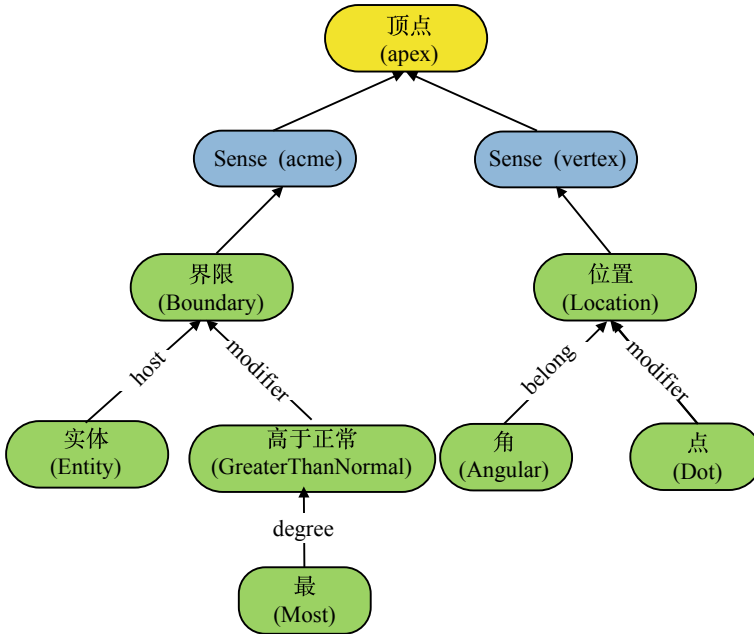 顶点
(apex)
Sense (acme)
Sense (vertex)
界限
(Boundary)
位置
(Location)
host
modifier
belong
modifier
实体
(Entity)
高于正常
(GreaterThanNormal)
角
(Angular)
点
(Dot)
degree
最
(Most)